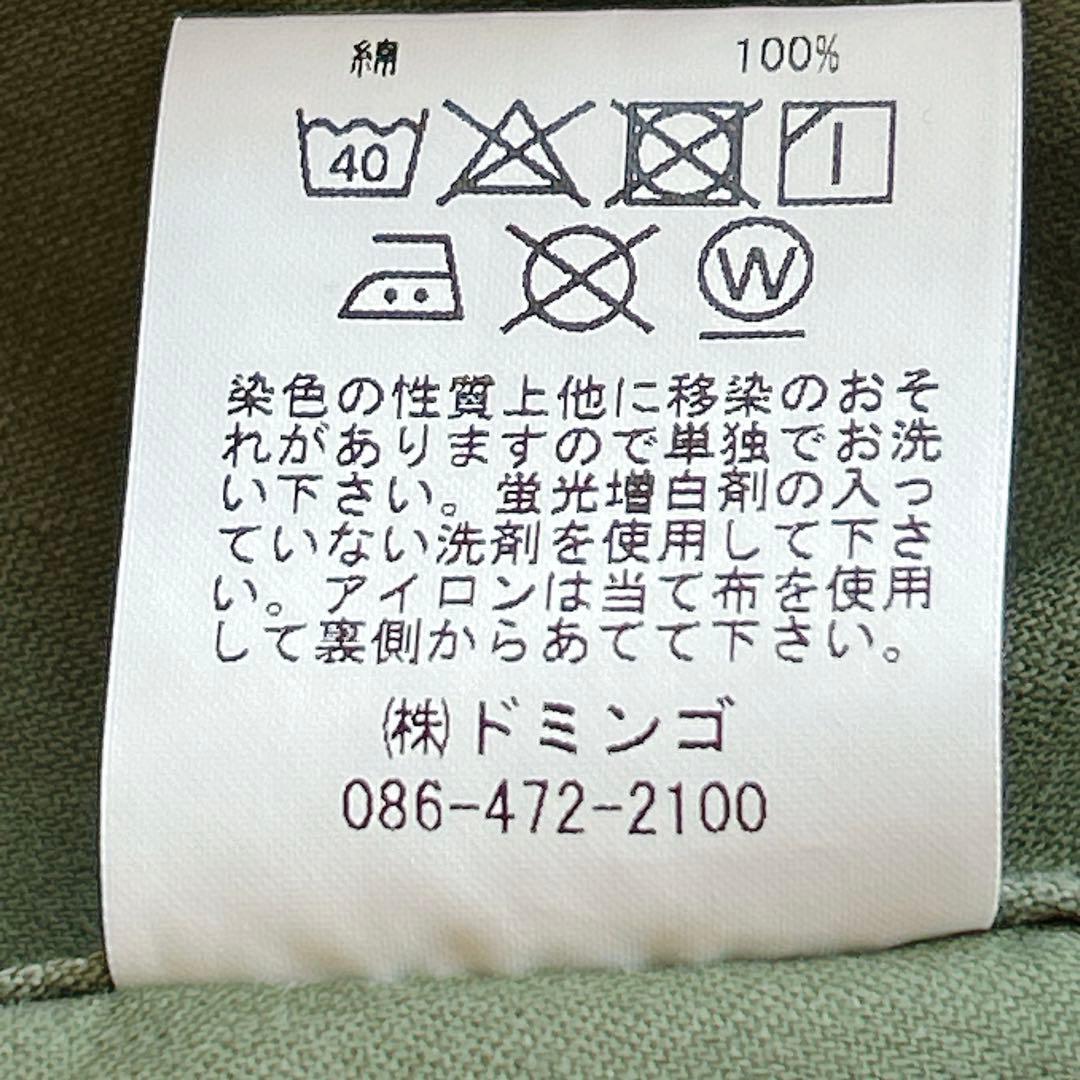 綿 100%
40
W
染色の性質上他に移染のおそ
れがありますので単独でお洗
い下さい。蛍光増白剤の入っ
ていない洗剤を使用して下さ
い。アイロンは当て布を使用
して裏側からあてて下さい。
㈱ドミンゴ
086-472-2100